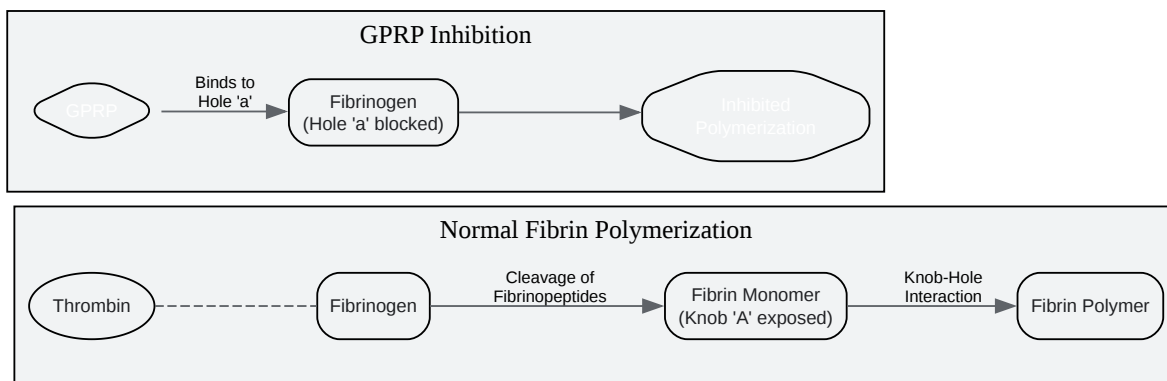 GPRP Inhibition
GPRP
Binds to
Hole 'a'
Fibrinogen
(Hole 'a' blocked)
Inhibited
Polymerization
Normal Fibrin Polymerization
Thrombin
Fibrinogen
Cleavage of
Fibrinopeptides
Fibrin Monomer
(Knob 'A' exposed)
Knob-Hole
Interaction
Fibrin Polymer